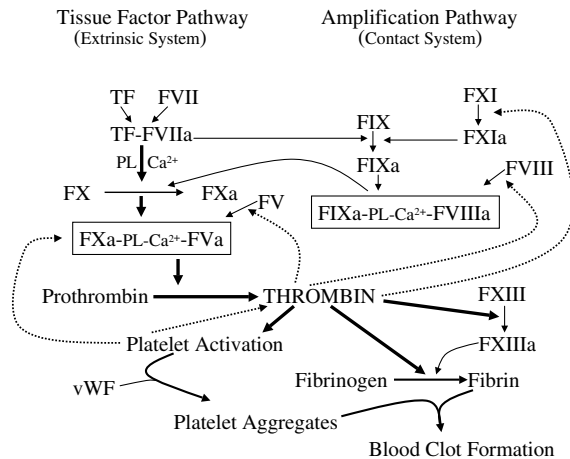 Tissue Factor Pathway
(Extrinsic System)
Amplification Pathway
(Contact System)
TF FVII
TF-FVIIa
PL Ca²⁺
FX FXa
FV
FXa-PL-Ca²⁺-FVa
FXI
FIX
FXIa
FIXa
FVIII
FIXa-PL-Ca²⁺-FVIIIa
Prothrombin THROMBIN
FXIII
FXIIIa
Platelet Activation
vWF
Fibrinogen Fibrin
Platelet Aggregates
Blood Clot Formation